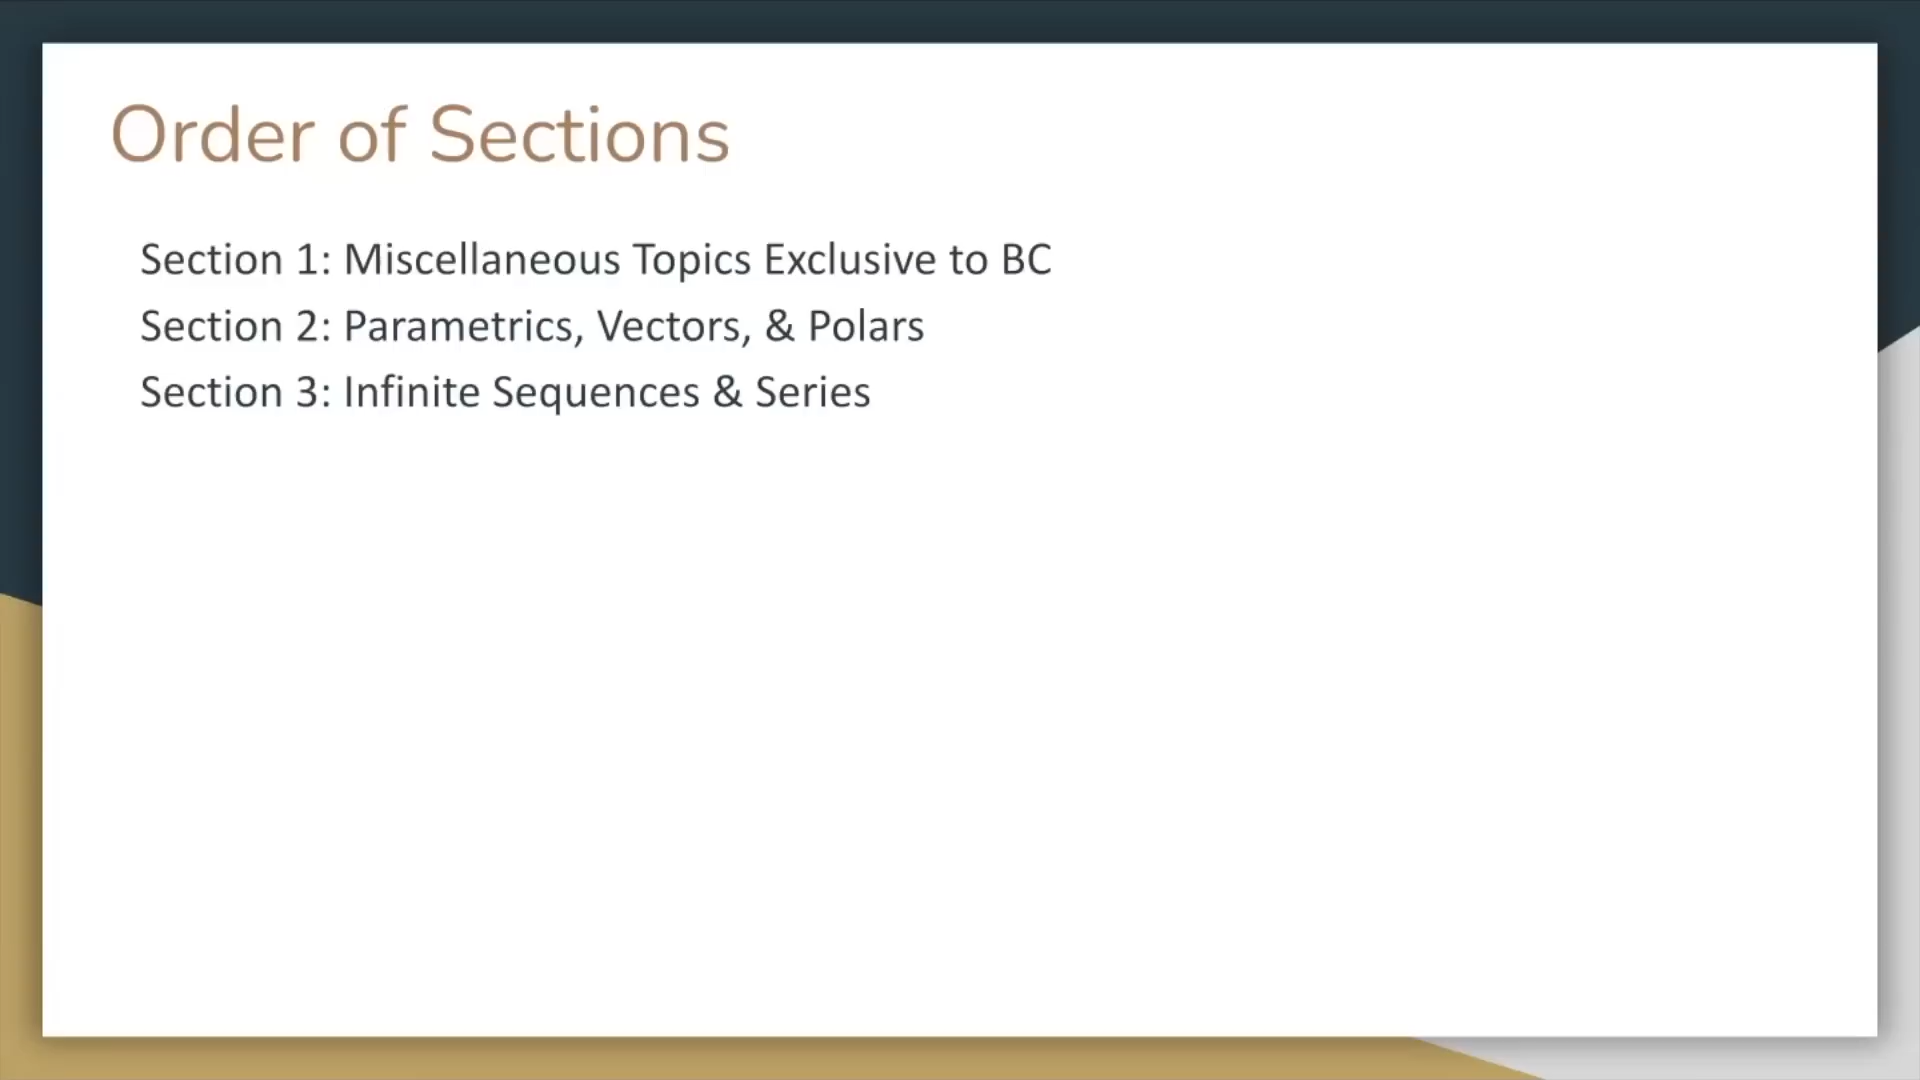 Order of Sections
Section 1: Miscellaneous Topics Exclusive to BC
Section 2: Parametrics, Vectors, & Polars
Section 3: Infinite Sequences & Series